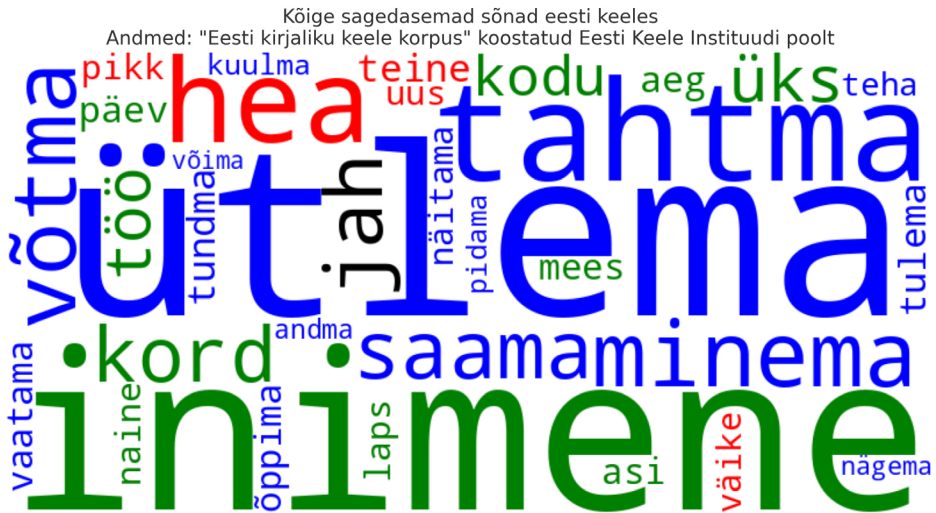 Kõige sagedasemad sõnad eesti keeles
Andmed: "Eesti kirjaliku keele korpus" koostatud Eesti Keele Instituudi poolt
võtma
pikk
päev
hea
kuulma
teine
uus
kodu
aeg
üks
teha
tahtma
ütlema
võima
töö
tundma
jah
näitama
pidama
mees
tulema
kord
andma
saama
minema
inimene
vaatama
naine
õppima
laps
asi
väike
nägema